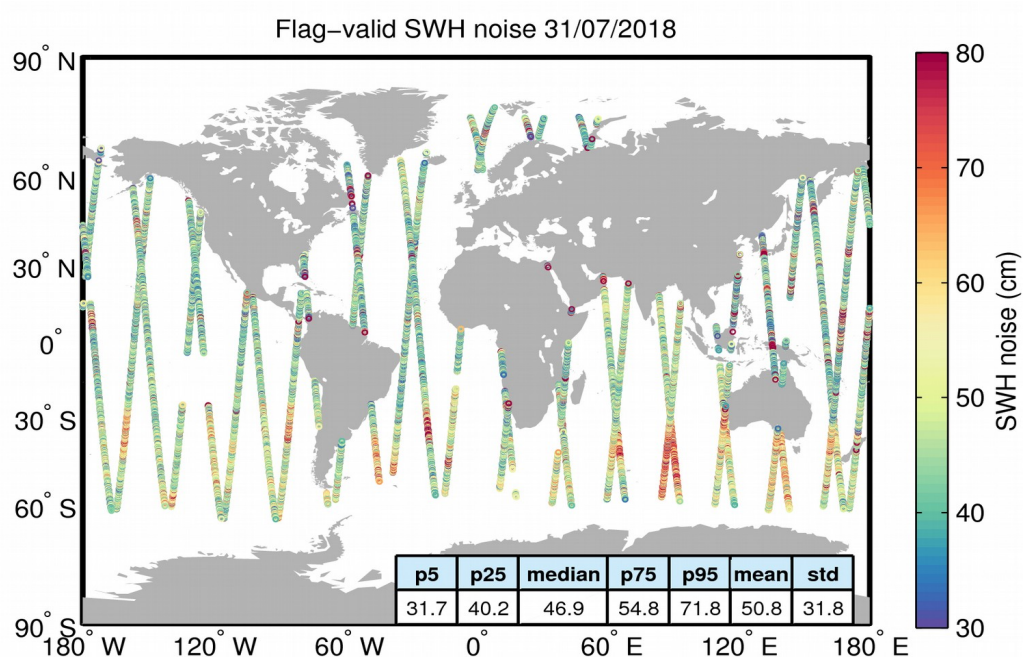 Flag−valid SWH noise 31/07/2018
90° N
60° N
30° N
0°
30° S
60° S
90° S
180° W
120° W
60° W
0°
60° E
120° E
180° E
80
70
60
50
40
30
SWH noise (cm)
p5 p25 median p75 p95 mean std
31.7 40.2 46.9 54.8 71.8 50.8 31.8